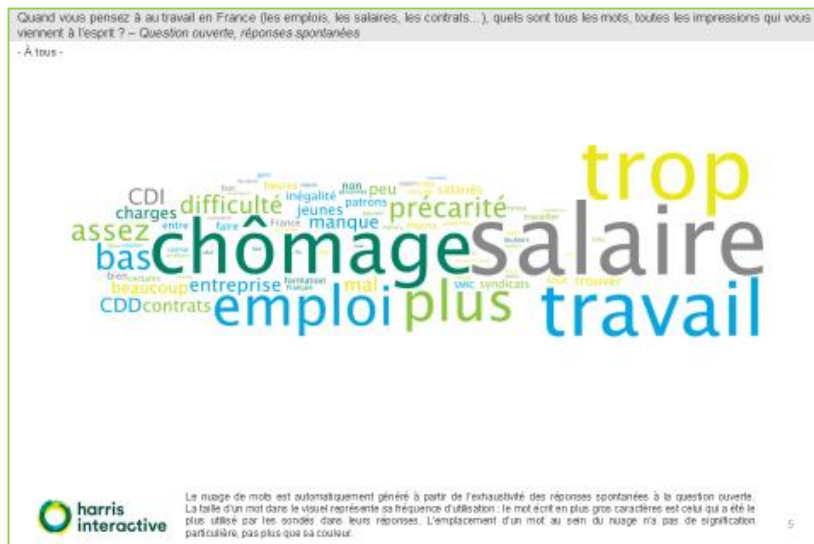 Quand vous pensez à au travail en France (les emplois, les salaires, les contrats…), quels sont tous les mots, toutes les impressions qui vous
viennent à l'esprit ? – Question ouverte, réponses spontanées
- À tous -
trop
CDI
difficulté
heures
inégalité
non
peu
salariés
charges
jeunes
patrons
précarité
assez
entre
faire
France
manque
moins
travailler
bas
chômage
salaire
bien
beaucoup
entreprise
formation
mal
SMIC
syndicats
tout
trouver
CDD
contrats
emploi
plus
travail
harris
interactive
Le nuage de mots est automatiquement généré à partir de l'exhaustivité des réponses spontanées à la question ouverte.
La taille d'un mot dans le visuel représente sa fréquence d'utilisation : le mot écrit en plus gros caractères est celui qui a été le
plus utilisé par les sondés dans leurs réponses. L'emplacement d'un mot au sein du nuage n'a pas de signification
particulière, pas plus que sa couleur.
5